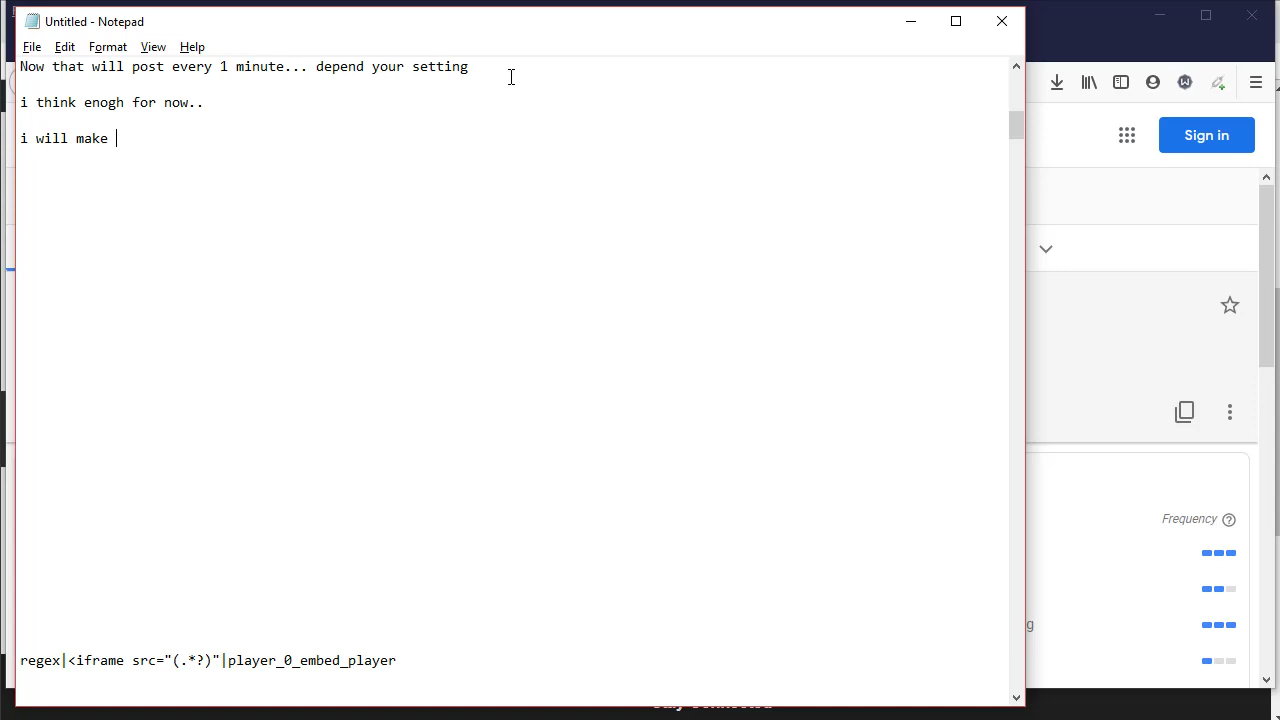 Untitled - Notepad
File Edit Format View Help
Now that will post every 1 minute... depend your setting
i think enogh for now..
i will make
regex|<iframe src="(.*?)"|player_0_embed_player
Sign in
Frequency
g